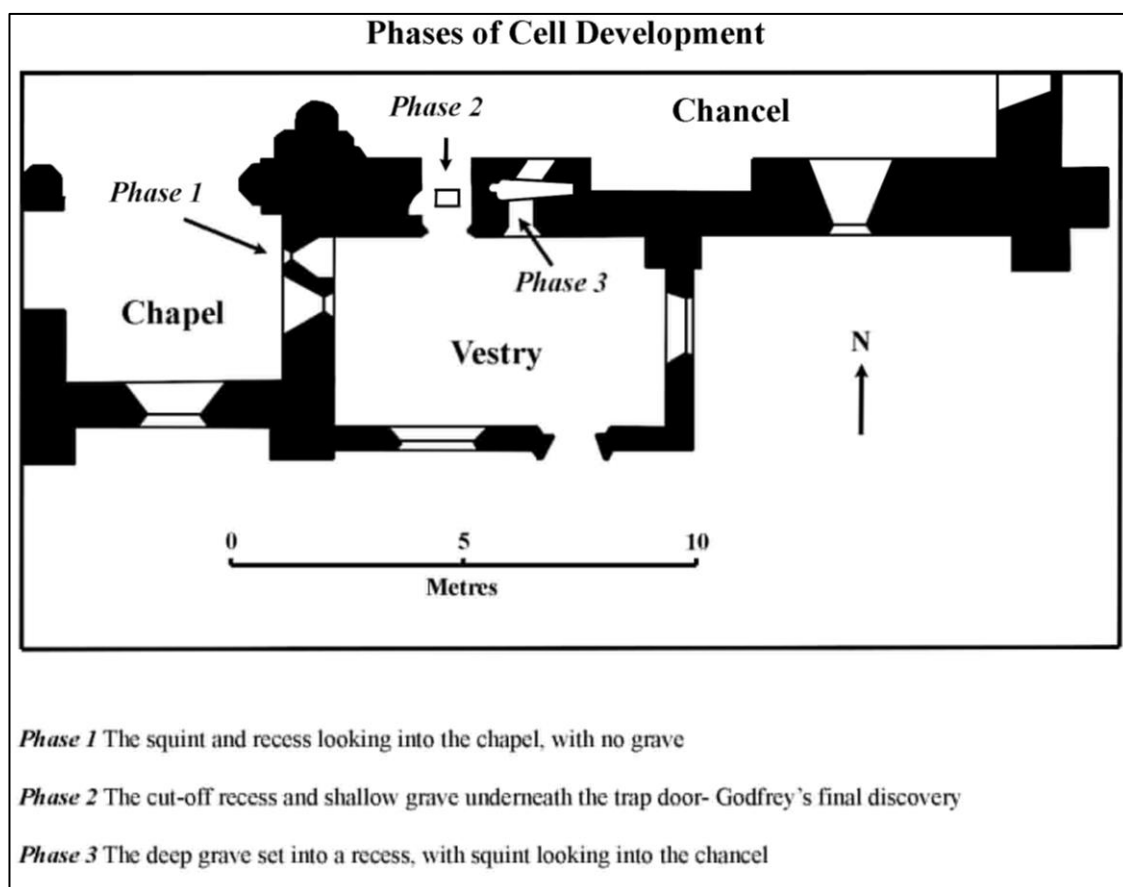 Phases of Cell Development
Phase 2
Chancel
Phase 1
Phase 3
Chapel
Vestry
N
0 5 10
Metres
Phase 1 The squint and recess looking into the chapel, with no grave
Phase 2 The cut-off recess and shallow grave underneath the trap door- Godfrey's final discovery
Phase 3 The deep grave set into a recess, with squint looking into the chancel